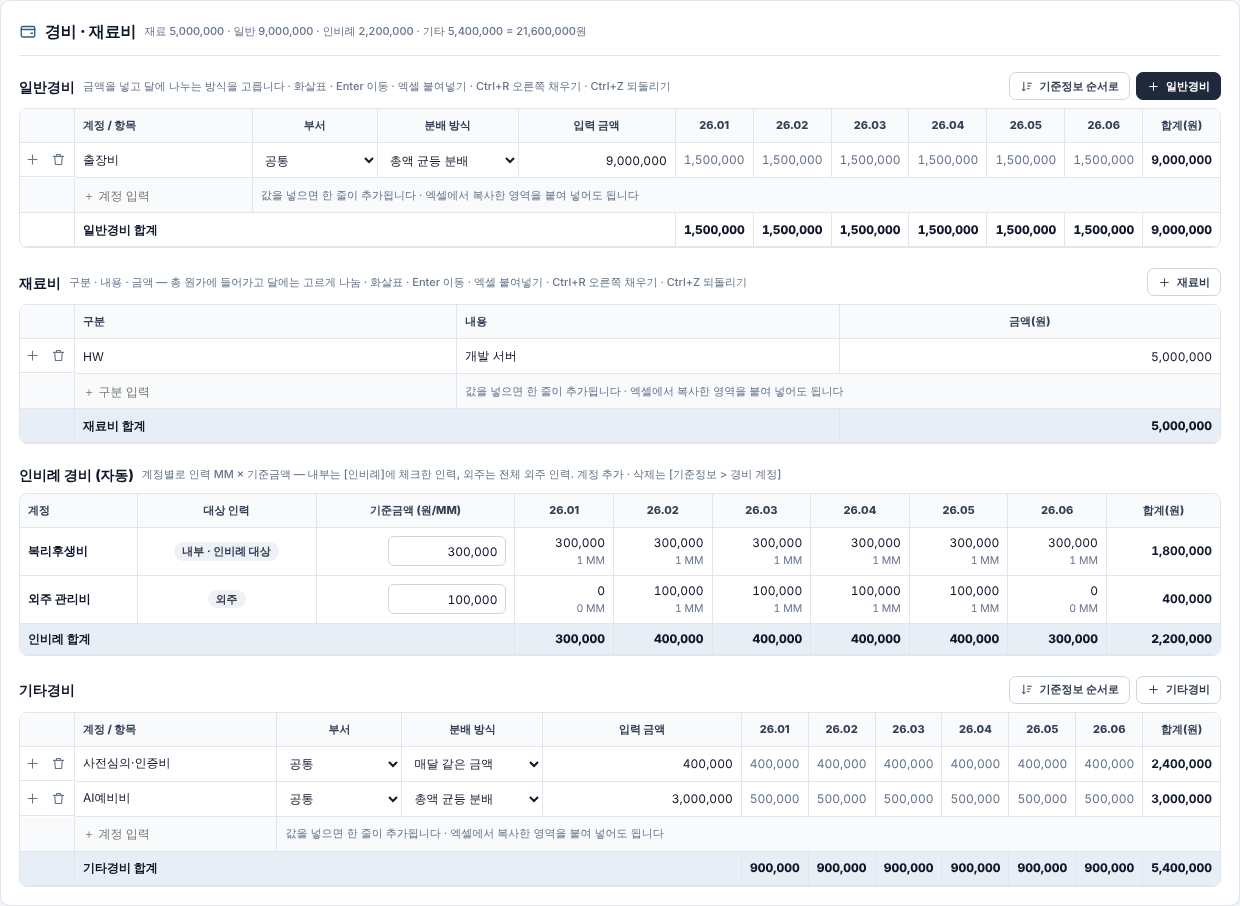 경비 · 재료비 재료 5,000,000 · 일반 9,000,000 · 인비례 2,200,000 · 기타 5,400,000 = 21,600,000원
일반경비 금액을 넣고 달에 나누는 방식을 고릅니다 · 화살표 · Enter 이동 · 엑셀 붙여넣기 · Ctrl+R 오른쪽 채우기 · Ctrl+Z 되돌리기 기준정보 순서로 + 일반경비
계정 / 항목 부서 분배 방식 입력 금액 26.01 26.02 26.03 26.04 26.05 26.06 합계(원)
+ 출장비 공통 총액 균등 분배 9,000,000 1,500,000 1,500,000 1,500,000 1,500,000 1,500,000 1,500,000 9,000,000
+ 계정 입력 값을 넣으면 한 줄이 추가됩니다 · 엑셀에서 복사한 영역을 붙여 넣어도 됩니다
일반경비 합계 1,500,000 1,500,000 1,500,000 1,500,000 1,500,000 1,500,000 9,000,000
재료비 구분 · 내용 · 금액 — 총 원가에 들어가고 달에는 고르게 나눔 · 화살표 · Enter 이동 · 엑셀 붙여넣기 · Ctrl+R 오른쪽 채우기 · Ctrl+Z 되돌리기 + 재료비
구분 내용 금액(원)
+ HW 개발 서버 5,000,000
+ 구분 입력 값을 넣으면 한 줄이 추가됩니다 · 엑셀에서 복사한 영역을 붙여 넣어도 됩니다
재료비 합계 5,000,000
인비례 경비 (자동) 계정별로 인력 MM × 기준금액 — 내부는 [인비례]에 체크한 인력, 외주는 전체 외주 인력. 계정 추가 · 삭제는 [기준정보 > 경비 계정]
계정 대상 인력 기준금액 (원/MM) 26.01 26.02 26.03 26.04 26.05 26.06 합계(원)
복리후생비 내부 · 인비례 대상 300,000 300,000 300,000 300,000 300,000 300,000 300,000 1,800,000
1 MM 1 MM 1 MM 1 MM 1 MM 1 MM
외주 관리비 외주 100,000 0 100,000 100,000 100,000 100,000 0 400,000
0 MM 1 MM 1 MM 1 MM 1 MM 0 MM
인비례 합계 300,000 400,000 400,000 400,000 400,000 300,000 2,200,000
기타경비 기준정보 순서로 + 기타경비
계정 / 항목 부서 분배 방식 입력 금액 26.01 26.02 26.03 26.04 26.05 26.06 합계(원)
+ 사전심의·인증비 공통 매달 같은 금액 400,000 400,000 400,000 400,000 400,000 400,000 400,000 2,400,000
+ AI예비비 공통 총액 균등 분배 3,000,000 500,000 500,000 500,000 500,000 500,000 500,000 3,000,000
+ 계정 입력 값을 넣으면 한 줄이 추가됩니다 · 엑셀에서 복사한 영역을 붙여 넣어도 됩니다
기타경비 합계 900,000 900,000 900,000 900,000 900,000 900,000 5,400,000